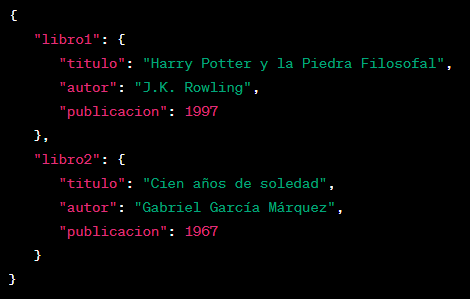 {
"libro1": {
"titulo": "Harry Potter y la Piedra Filosofal",
"autor": "J.K. Rowling",
"publicacion": 1997
},
"libro2": {
"titulo": "Cien años de soledad",
"autor": "Gabriel García Márquez",
"publicacion": 1967
}
}